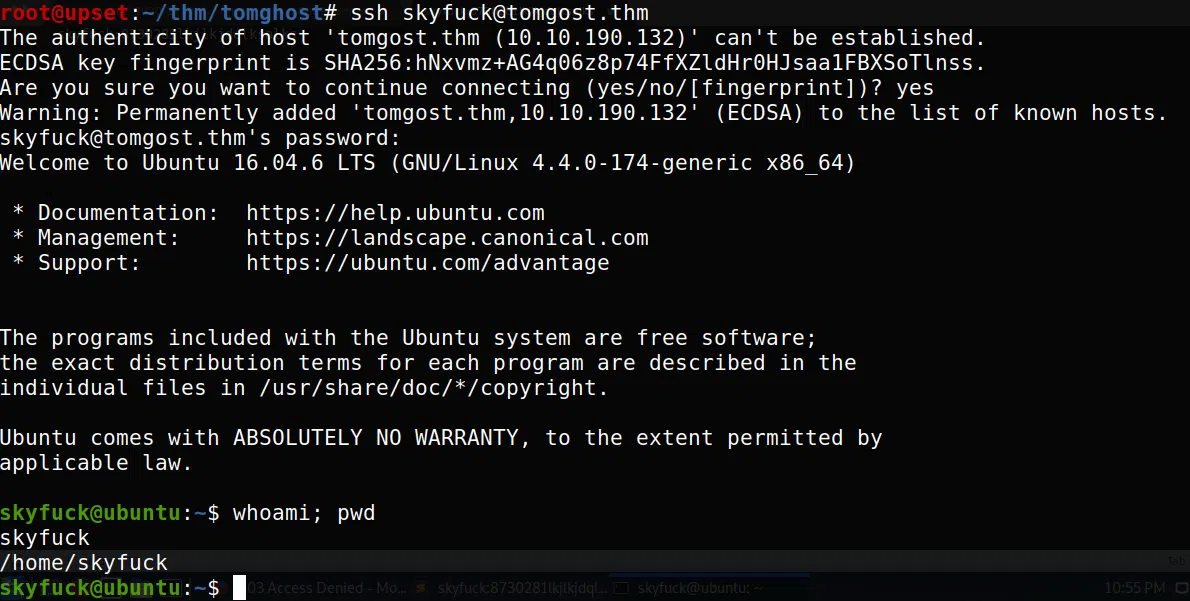 root@upset:~/thm/tomghost# ssh skyfuck@tomgost.thm
The authenticity of host 'tomgost.thm (10.10.190.132)' can't be established.
ECDSA key fingerprint is SHA256:hNxvmz+AG4q06z8p74FfXZldHr0HJsaa1FBXSoTlnss.
Are you sure you want to continue connecting (yes/no/[fingerprint])? yes
Warning: Permanently added 'tomgost.thm,10.10.190.132' (ECDSA) to the list of known hosts.
skyfuck@tomgost.thm's password:
Welcome to Ubuntu 16.04.6 LTS (GNU/Linux 4.4.0-174-generic x86_64)
* Documentation:  https://help.ubuntu.com
* Management:     https://landscape.canonical.com
* Support:        https://ubuntu.com/advantage
The programs included with the Ubuntu system are free software;
the exact distribution terms for each program are described in the
individual files in /usr/share/doc/*/copyright.
Ubuntu comes with ABSOLUTELY NO WARRANTY, to the extent permitted by
applicable law.
skyfuck@ubuntu:~$ whoami; pwd
skyfuck
/home/skyfuck
Tab
skyfuck@ubuntu:~$ 03 Access Denied - Mo... skyfuck:8730281lkjlkjdql... skyfuck@ubuntu: ~ 10:55 PM